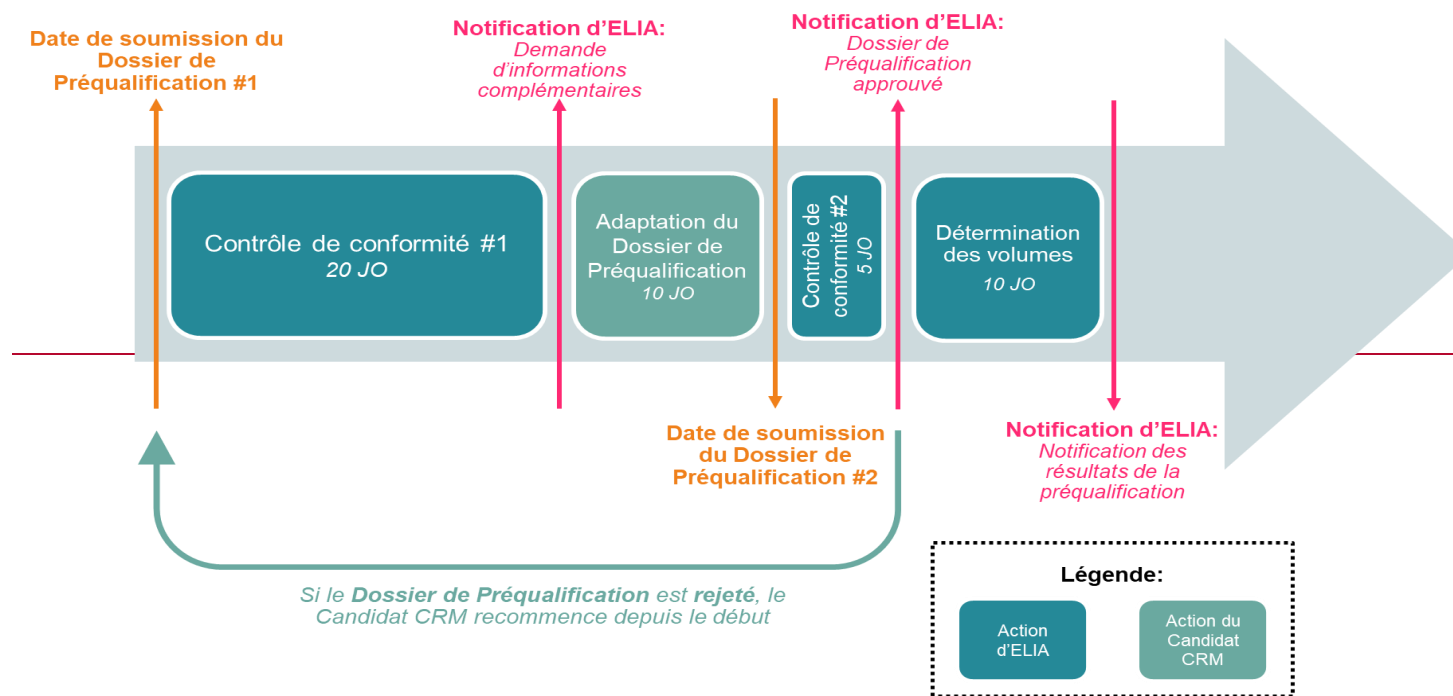 Date de soumission du
Dossier de
Préqualification #1
Notification d’ELIA:
Demande
d’informations
complémentaires
Notification d’ELIA:
Dossier de
Préqualification
approuvé
Contrôle de conformité #1
20 JO
Adaptation du
Dossier de
Préqualification
10 JO
Contrôle de
conformité #2
5 JO
Détermination
des volumes
10 JO
Date de soumission
du Dossier de
Préqualification #2
Notification d’ELIA:
Notification des
résultats de la
préqualification
Si le Dossier de Préqualification est rejeté, le
Candidat CRM recommence depuis le début
Légende:
Action
d’ELIA
Action du
Candidat
CRM